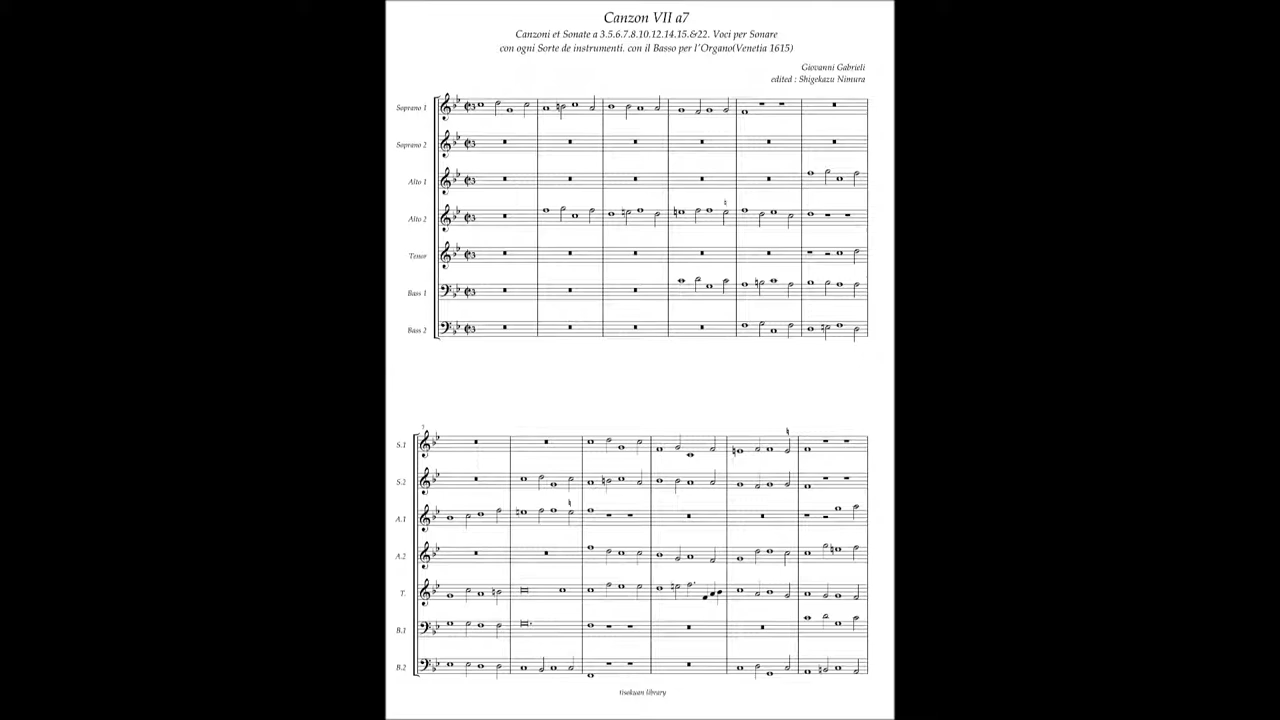 Canzon VII a7
Canzoni et Sonate a 3.5.6.7.8.10.12.14.15.&22. Voci per Sonare
con ogni Sorte de instrumenti. con il Basso per l'Organo(Venetia 1615)
Giovanni Gabrieli
edited : Shigekazu Nimura
Soprano 1
Soprano 2
Alto 1
Alto 2
Tenor
Bass 1
Bass 2
7
S.1
S.2
A.1
A.2
T.
B.1
B.2
library